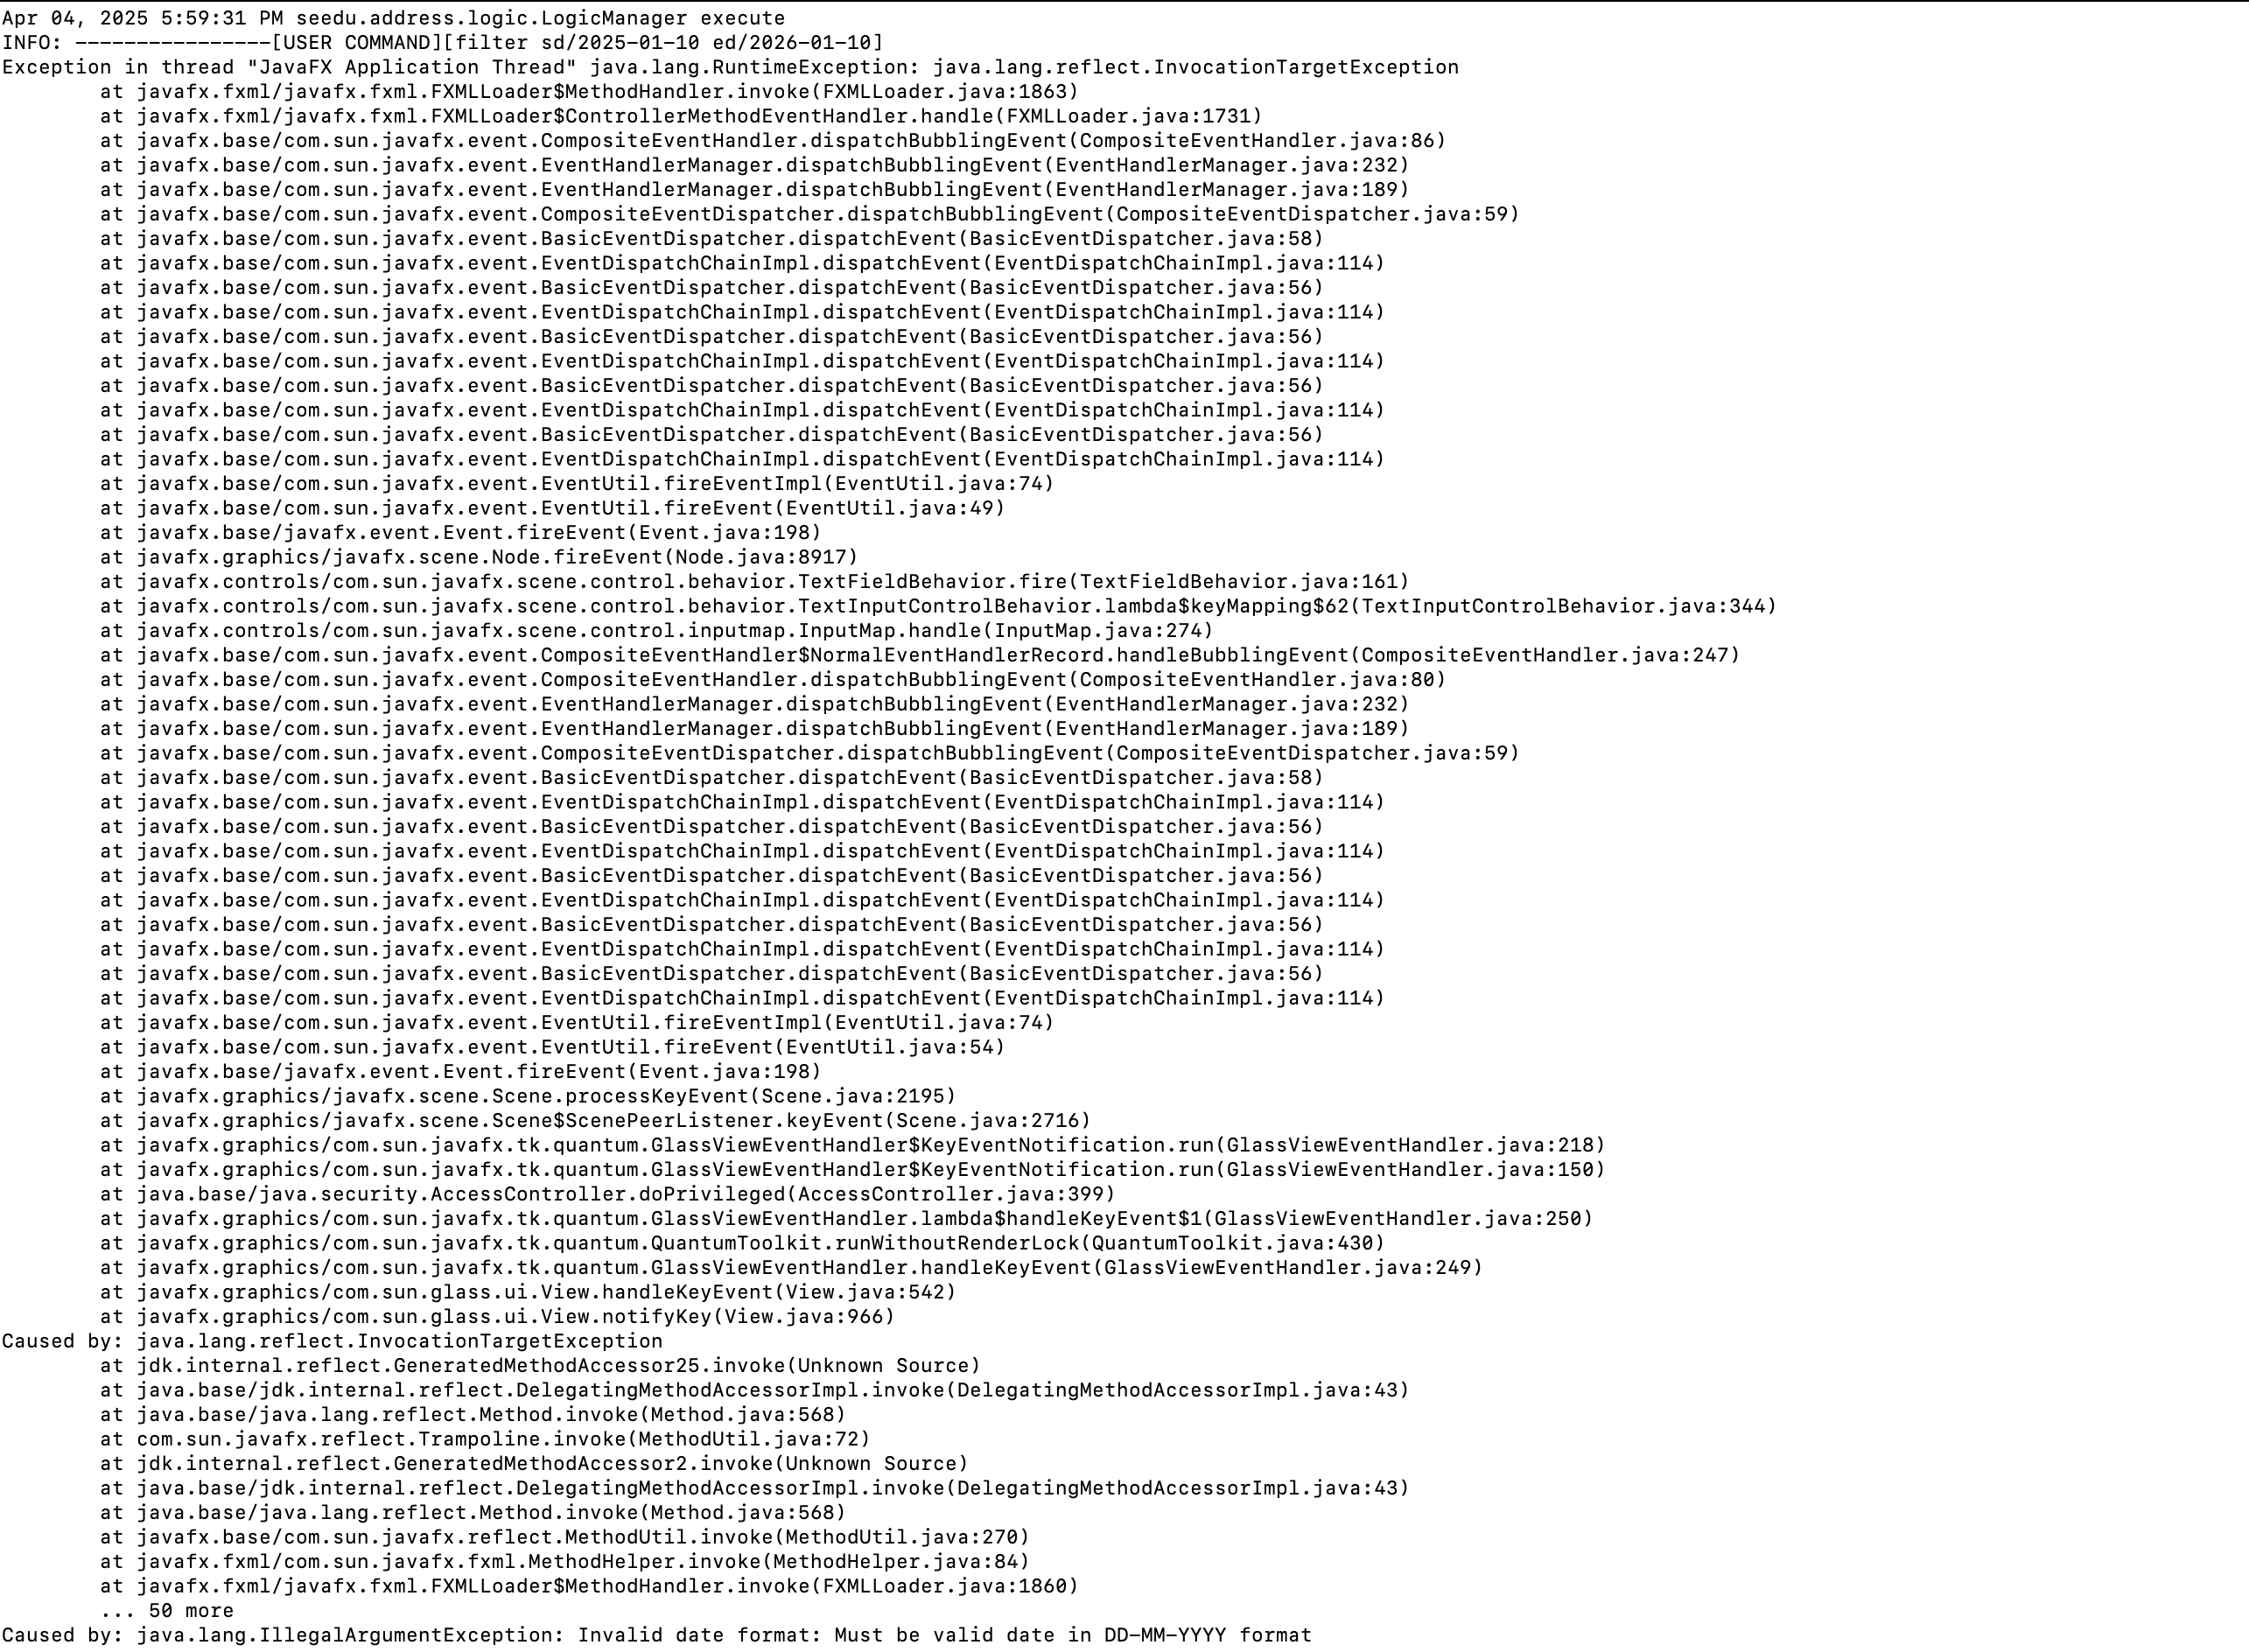 Apr 04, 2025 5:59:31 PM seedu.address.logic.LogicManager execute
INFO: ----------------[USER COMMAND][filter sd/2025-01-10 ed/2026-01-10]
Exception in thread "JavaFX Application Thread" java.lang.RuntimeException: java.lang.reflect.InvocationTargetException
at javafx.fxml/javafx.fxml.FXMLLoader$MethodHandler.invoke(FXMLLoader.java:1863)
at javafx.fxml/javafx.fxml.FXMLLoader$ControllerMethodEventHandler.handle(FXMLLoader.java:1731)
at javafx.base/com.sun.javafx.event.CompositeEventHandler.dispatchBubblingEvent(CompositeEventHandler.java:86)
at javafx.base/com.sun.javafx.event.EventHandlerManager.dispatchBubblingEvent(EventHandlerManager.java:232)
at javafx.base/com.sun.javafx.event.EventHandlerManager.dispatchBubblingEvent(EventHandlerManager.java:189)
at javafx.base/com.sun.javafx.event.CompositeEventDispatcher.dispatchBubblingEvent(CompositeEventDispatcher.java:59)
at javafx.base/com.sun.javafx.event.BasicEventDispatcher.dispatchEvent(BasicEventDispatcher.java:58)
at javafx.base/com.sun.javafx.event.EventDispatchChainImpl.dispatchEvent(EventDispatchChainImpl.java:114)
at javafx.base/com.sun.javafx.event.BasicEventDispatcher.dispatchEvent(BasicEventDispatcher.java:56)
at javafx.base/com.sun.javafx.event.EventDispatchChainImpl.dispatchEvent(EventDispatchChainImpl.java:114)
at javafx.base/com.sun.javafx.event.BasicEventDispatcher.dispatchEvent(BasicEventDispatcher.java:56)
at javafx.base/com.sun.javafx.event.EventDispatchChainImpl.dispatchEvent(EventDispatchChainImpl.java:114)
at javafx.base/com.sun.javafx.event.BasicEventDispatcher.dispatchEvent(BasicEventDispatcher.java:56)
at javafx.base/com.sun.javafx.event.EventDispatchChainImpl.dispatchEvent(EventDispatchChainImpl.java:114)
at javafx.base/com.sun.javafx.event.BasicEventDispatcher.dispatchEvent(BasicEventDispatcher.java:56)
at javafx.base/com.sun.javafx.event.EventDispatchChainImpl.dispatchEvent(EventDispatchChainImpl.java:114)
at javafx.base/com.sun.javafx.event.EventUtil.fireEventImpl(EventUtil.java:74)
at javafx.base/com.sun.javafx.event.EventUtil.fireEvent(EventUtil.java:49)
at javafx.base/javafx.event.Event.fireEvent(Event.java:198)
at javafx.graphics/javafx.scene.Node.fireEvent(Node.java:8917)
at javafx.controls/com.sun.javafx.scene.control.behavior.TextFieldBehavior.fire(TextFieldBehavior.java:161)
at javafx.controls/com.sun.javafx.scene.control.behavior.TextInputControlBehavior.lambda$keyMapping$62(TextInputControlBehavior.java:344)
at javafx.controls/com.sun.javafx.scene.control.inputmap.InputMap.handle(InputMap.java:274)
at javafx.base/com.sun.javafx.event.CompositeEventHandler$NormalEventHandlerRecord.handleBubblingEvent(CompositeEventHandler.java:247)
at javafx.base/com.sun.javafx.event.CompositeEventHandler.dispatchBubblingEvent(CompositeEventHandler.java:80)
at javafx.base/com.sun.javafx.event.EventHandlerManager.dispatchBubblingEvent(EventHandlerManager.java:232)
at javafx.base/com.sun.javafx.event.EventHandlerManager.dispatchBubblingEvent(EventHandlerManager.java:189)
at javafx.base/com.sun.javafx.event.CompositeEventDispatcher.dispatchBubblingEvent(CompositeEventDispatcher.java:59)
at javafx.base/com.sun.javafx.event.BasicEventDispatcher.dispatchEvent(BasicEventDispatcher.java:58)
at javafx.base/com.sun.javafx.event.EventDispatchChainImpl.dispatchEvent(EventDispatchChainImpl.java:114)
at javafx.base/com.sun.javafx.event.BasicEventDispatcher.dispatchEvent(BasicEventDispatcher.java:56)
at javafx.base/com.sun.javafx.event.EventDispatchChainImpl.dispatchEvent(EventDispatchChainImpl.java:114)
at javafx.base/com.sun.javafx.event.BasicEventDispatcher.dispatchEvent(BasicEventDispatcher.java:56)
at javafx.base/com.sun.javafx.event.EventDispatchChainImpl.dispatchEvent(EventDispatchChainImpl.java:114)
at javafx.base/com.sun.javafx.event.BasicEventDispatcher.dispatchEvent(BasicEventDispatcher.java:56)
at javafx.base/com.sun.javafx.event.EventDispatchChainImpl.dispatchEvent(EventDispatchChainImpl.java:114)
at javafx.base/com.sun.javafx.event.BasicEventDispatcher.dispatchEvent(BasicEventDispatcher.java:56)
at javafx.base/com.sun.javafx.event.EventDispatchChainImpl.dispatchEvent(EventDispatchChainImpl.java:114)
at javafx.base/com.sun.javafx.event.EventUtil.fireEventImpl(EventUtil.java:74)
at javafx.base/com.sun.javafx.event.EventUtil.fireEvent(EventUtil.java:54)
at javafx.base/javafx.event.Event.fireEvent(Event.java:198)
at javafx.graphics/javafx.scene.Scene.processKeyEvent(Scene.java:2195)
at javafx.graphics/javafx.scene.Scene$ScenePeerListener.keyEvent(Scene.java:2716)
at javafx.graphics/com.sun.javafx.tk.quantum.GlassViewEventHandler$KeyEventNotification.run(GlassViewEventHandler.java:218)
at javafx.graphics/com.sun.javafx.tk.quantum.GlassViewEventHandler$KeyEventNotification.run(GlassViewEventHandler.java:150)
at java.base/java.security.AccessController.doPrivileged(AccessController.java:399)
at javafx.graphics/com.sun.javafx.tk.quantum.GlassViewEventHandler.lambda$handleKeyEvent$1(GlassViewEventHandler.java:250)
at javafx.graphics/com.sun.javafx.tk.quantum.QuantumToolkit.runWithoutRenderLock(QuantumToolkit.java:430)
at javafx.graphics/com.sun.javafx.tk.quantum.GlassViewEventHandler.handleKeyEvent(GlassViewEventHandler.java:249)
at javafx.graphics/com.sun.glass.ui.View.handleKeyEvent(View.java:542)
at javafx.graphics/com.sun.glass.ui.View.notifyKey(View.java:966)
Caused by: java.lang.reflect.InvocationTargetException
at jdk.internal.reflect.GeneratedMethodAccessor25.invoke(Unknown Source)
at java.base/jdk.internal.reflect.DelegatingMethodAccessorImpl.invoke(DelegatingMethodAccessorImpl.java:43)
at java.base/java.lang.reflect.Method.invoke(Method.java:568)
at com.sun.javafx.reflect.Trampoline.invoke(MethodUtil.java:72)
at jdk.internal.reflect.GeneratedMethodAccessor2.invoke(Unknown Source)
at java.base/jdk.internal.reflect.DelegatingMethodAccessorImpl.invoke(DelegatingMethodAccessorImpl.java:43)
at java.base/java.lang.reflect.Method.invoke(Method.java:568)
at javafx.base/com.sun.javafx.reflect.MethodUtil.invoke(MethodUtil.java:270)
at javafx.fxml/com.sun.javafx.fxml.MethodHelper.invoke(MethodHelper.java:84)
at javafx.fxml/javafx.fxml.FXMLLoader$MethodHandler.invoke(FXMLLoader.java:1860)
... 50 more
Caused by: java.lang.IllegalArgumentException: Invalid date format: Must be valid date in DD-MM-YYYY format